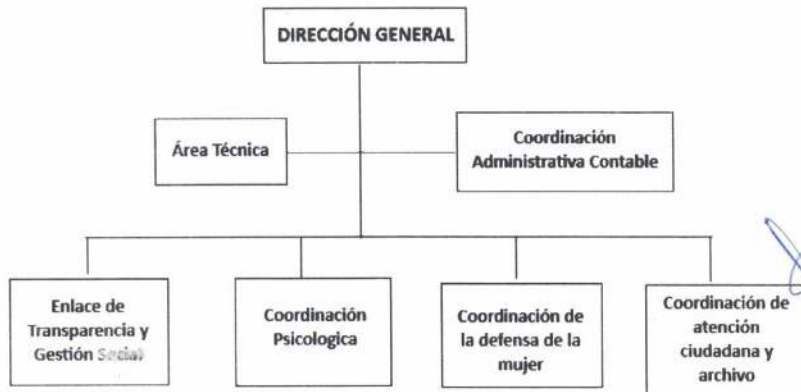 DIRECCIÓN GENERAL
Área Técnica
Coordinación
Administrativa Contable
Enlace de
Transparencia y
Gestión Social
Coordinación
Psicologica
Coordinación de
la defensa de la
mujer
Coordinación de
atención
ciudadana y
archivo